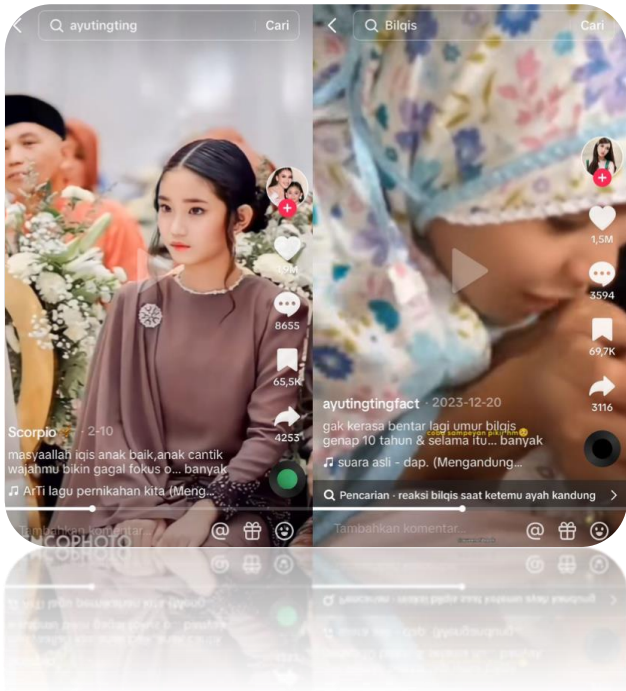 ayutingting
Cari
8655
65,5K
4253
Scorpio
· 2-10
masyaallah iqis anak baik,anak cantik
wajahmu bikin gagal fokus o... banyak
ArTi lagu pernikahan kita (Meng...
Tambahkan komentar...
COPHOTO
Bilqis
Cari
1,5M
3594
69,7K
3116
ayutingtingfact · 2023-12-20
gak kerasa bentar lagi umur bilqis
genap 10 tahun & selama itu... banyak
suara asli - dap. (Mengandung...
Pencarian · reaksi bilqis saat ketemu ayah kandung
Tambahkan komentar...